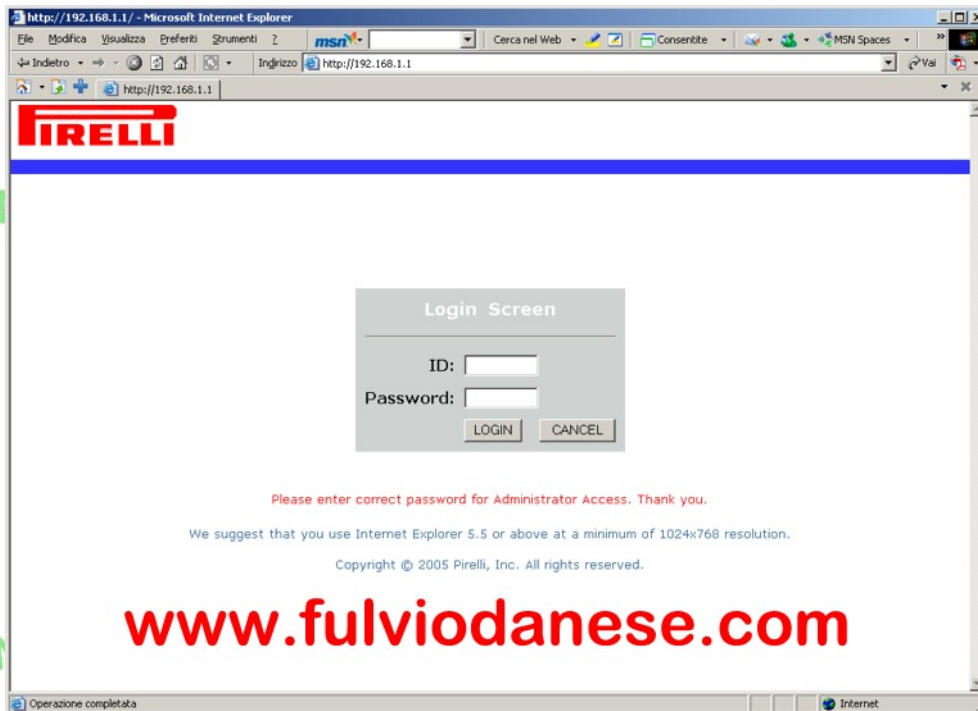 http://192.168.1.1/ - Microsoft Internet Explorer
File Modifica Visualizza Preferiti Strumenti ? msn Cerca nel Web Consentite MSN Spaces »
Indietro Indirizzo http://192.168.1.1 Vai
http://192.168.1.1
PIRELLI
Login Screen
ID:
Password:
LOGIN CANCEL
Please enter correct password for Administrator Access. Thank you.
We suggest that you use Internet Explorer 5.5 or above at a minimum of 1024x768 resolution.
Copyright © 2005 Pirelli, Inc. All rights reserved.
www.fulviodanese.com
Operazione completata Internet